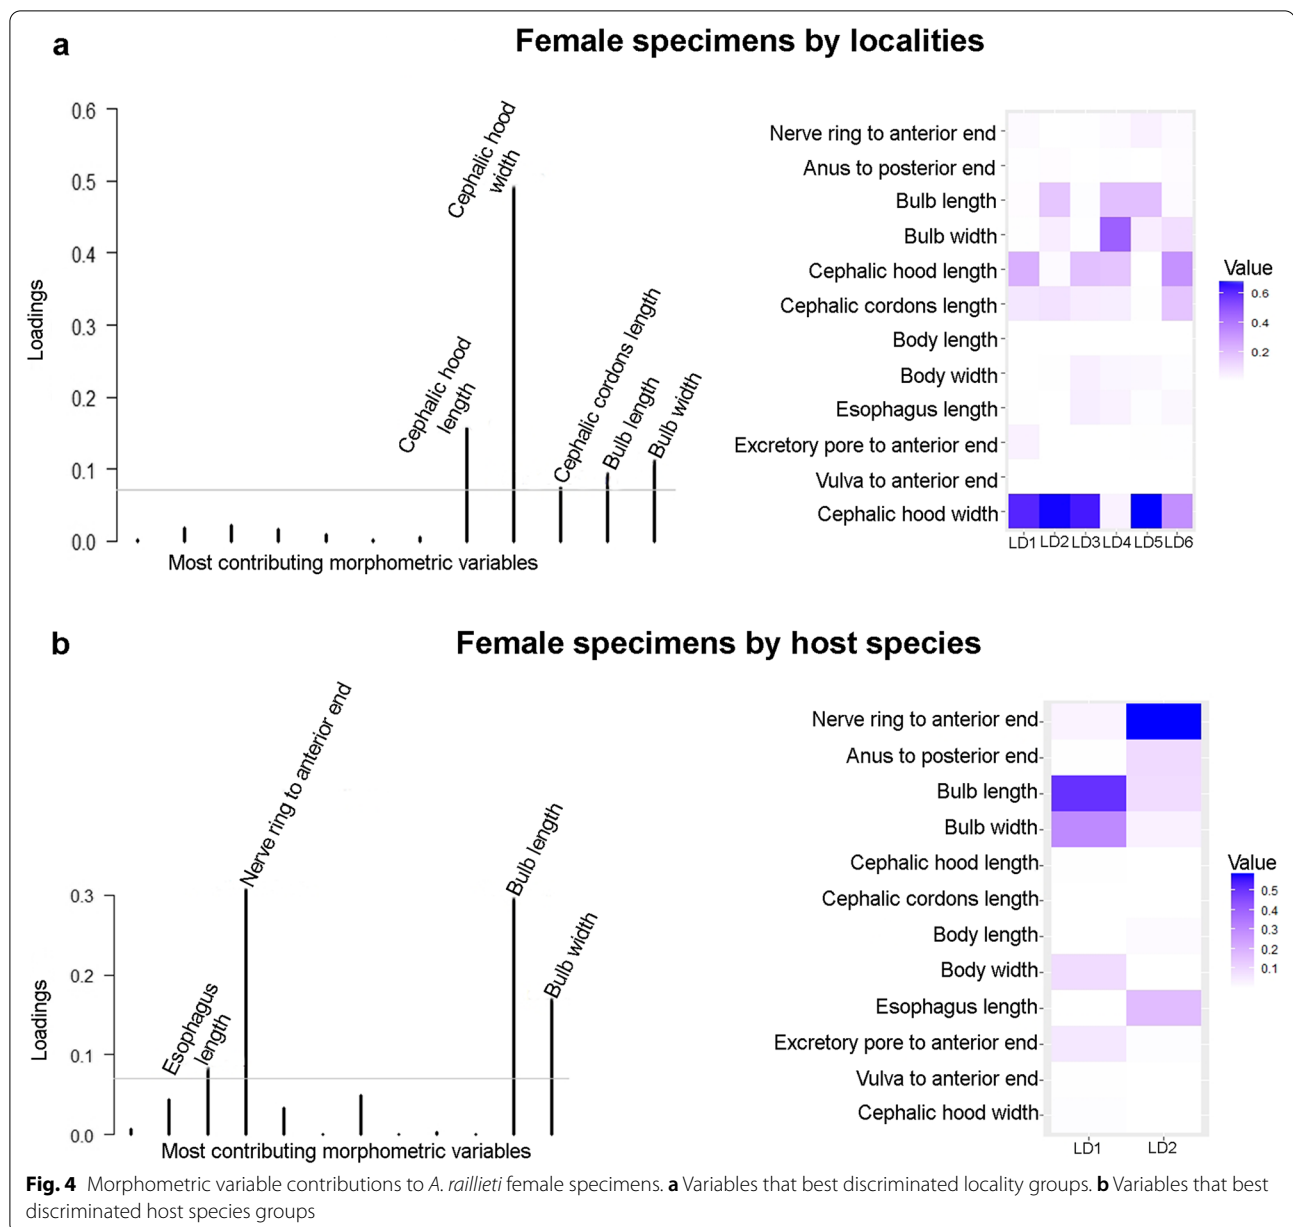 a
Female specimens by localities
0.6
0.5
0.4
0.3
0.2
0.1
0.0
Loadings
Cephalic hood
length
Cephalic hood
width
Cephalic cordons length
Bulb length
Bulb width
Most contributing morphometric variables
Nerve ring to anterior end
Anus to posterior end
Bulb length
Bulb width
Cephalic hood length
Cephalic cordons length
Body length
Body width
Esophagus length
Excretory pore to anterior end
Vulva to anterior end
Cephalic hood width
LD1 LD2 LD3 LD4 LD5 LD6
Value
0.6
0.4
0.2
b
Female specimens by host species
0.3
0.2
0.1
0.0
Loadings
Esophagus
length
Nerve ring to anterior end
Bulb length
Bulb width
Most contributing morphometric variables
Nerve ring to anterior end
Anus to posterior end
Bulb length
Bulb width
Cephalic hood length
Cephalic cordons length
Body length
Body width
Esophagus length
Excretory pore to anterior end
Vulva to anterior end
Cephalic hood width
LD1 LD2
Value
0.5
0.4
0.3
0.2
0.1
Fig. 4 Morphometric variable contributions to A. raillieti female specimens. a Variables that best discriminated locality groups. b Variables that best
discriminated host species groups